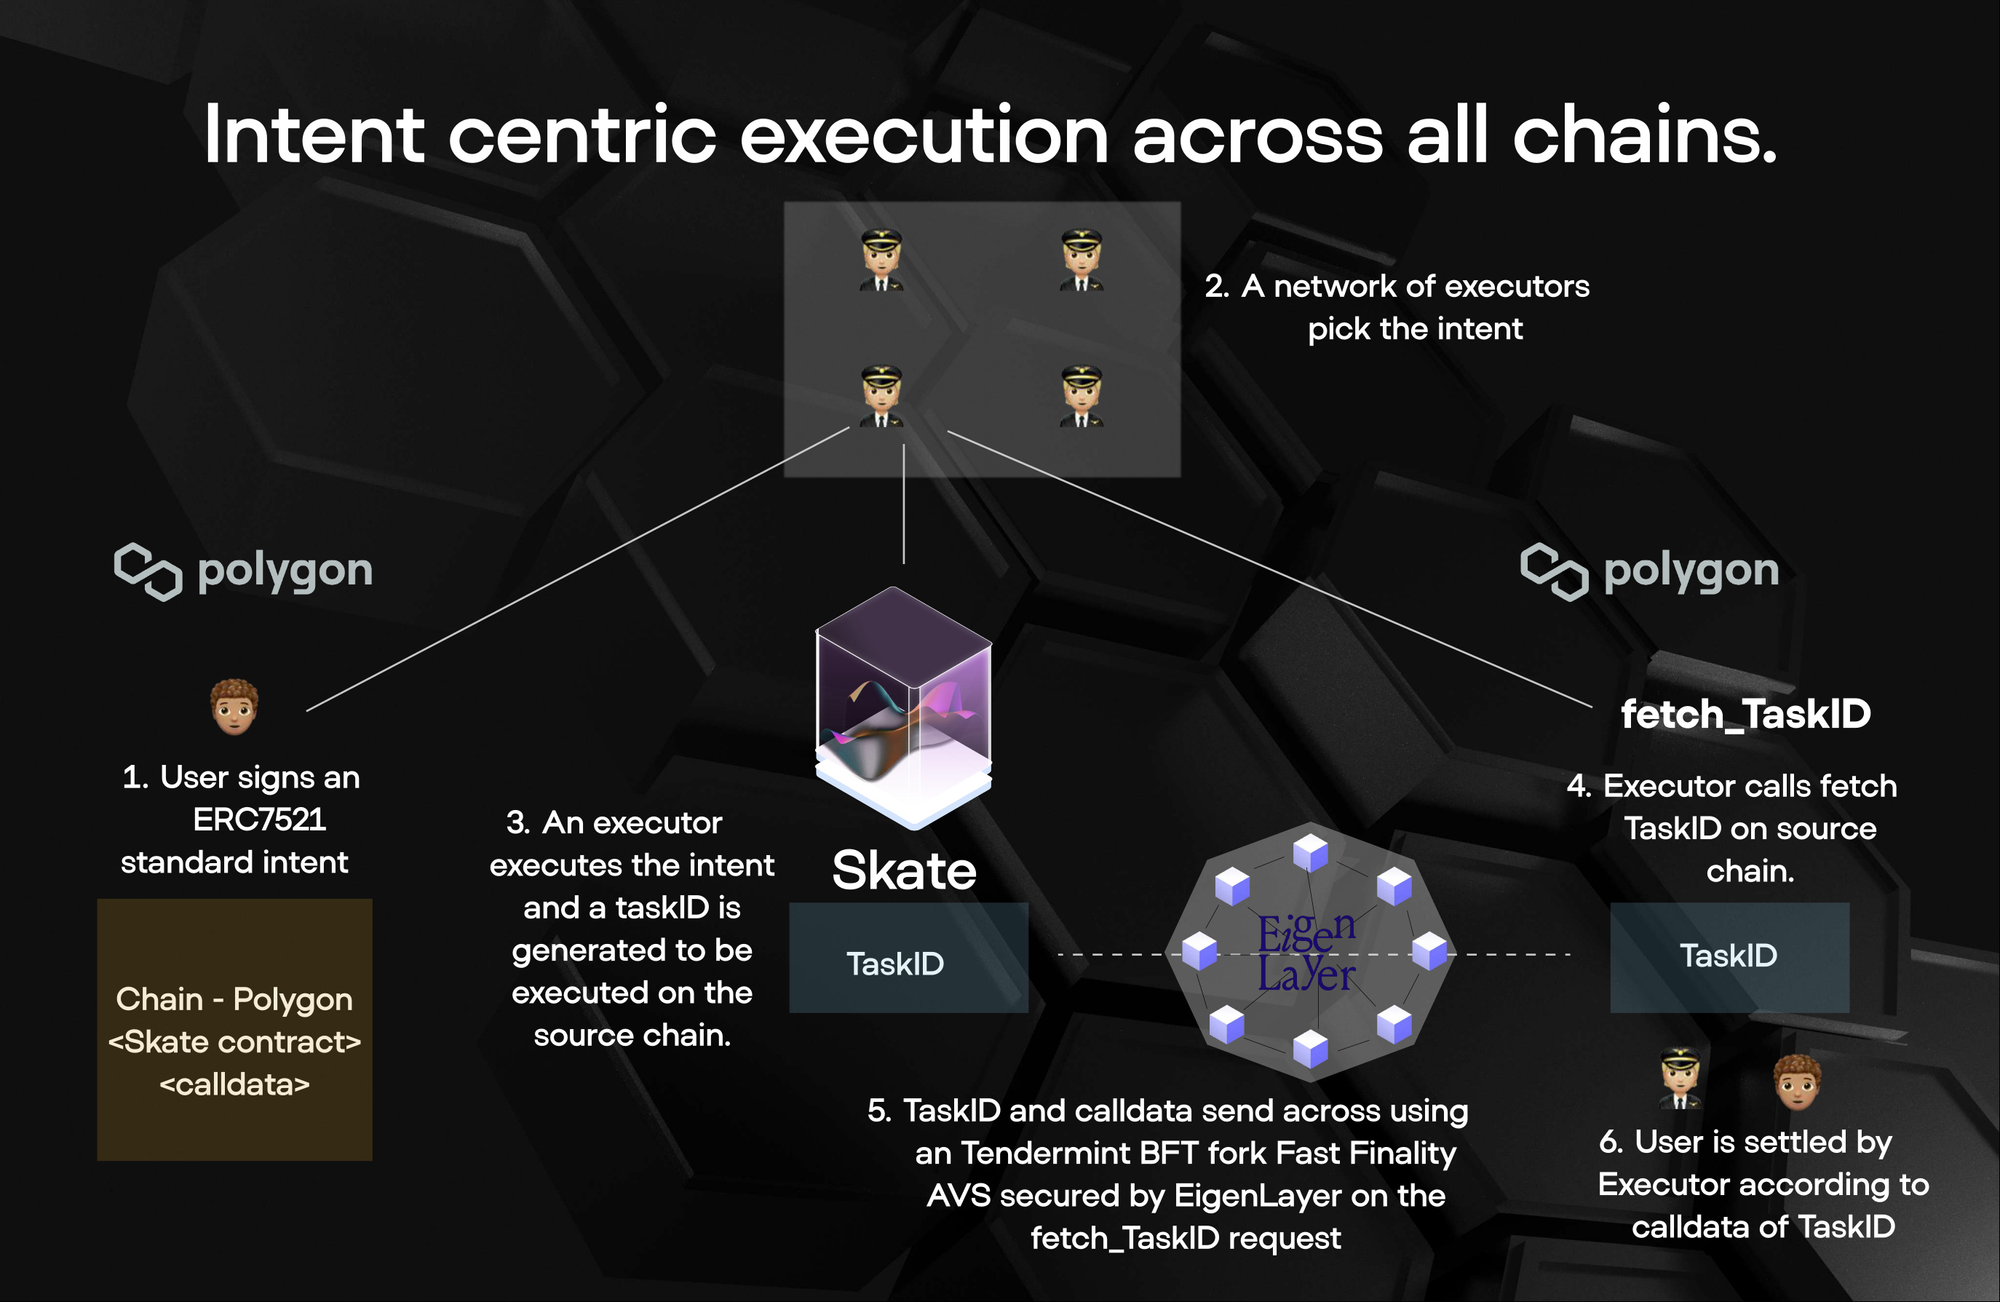 Intent centric execution across all chains.
2. A network of executors
pick the intent
polygon
polygon
1. User signs an
ERC7521
standard intent
Chain - Polygon
<Skate contract>
<calldata>
3. An executor
executes the intent
and a taskID is
generated to be
executed on the
source chain.
Skate
TaskID
Eigen
Layer
fetch_TaskID
4. Executor calls fetch
TaskID on source
chain.
TaskID
5. TaskID and calldata send across using
an Tendermint BFT fork Fast Finality
AVS secured by EigenLayer on the
fetch_TaskID request
6. User is settled by
Executor according to
calldata of TaskID